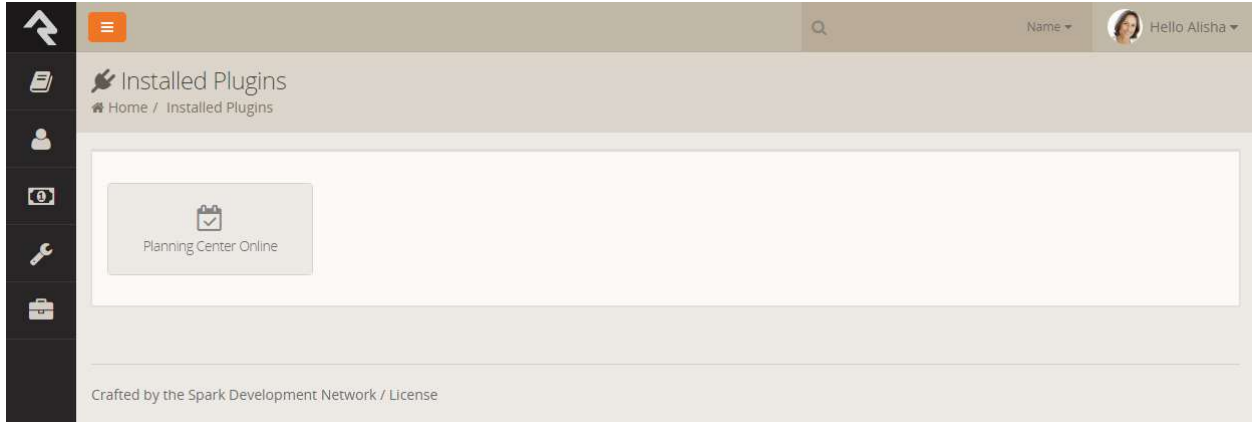 Name
Hello Alisha
Installed Plugins
Home / Installed Plugins
Planning Center Online
Crafted by the Spark Development Network / License